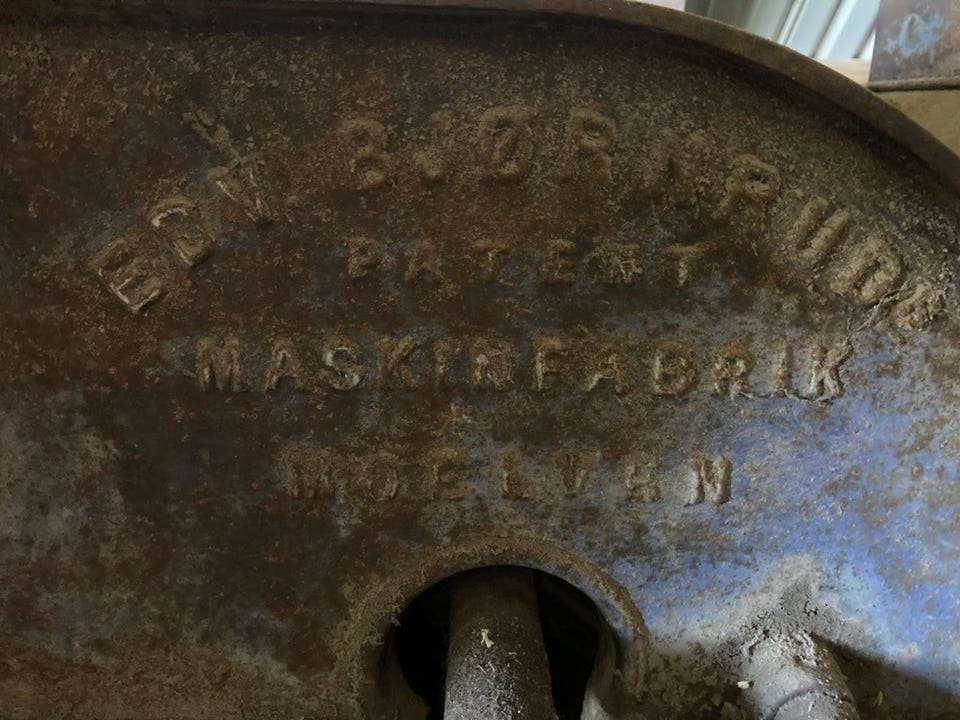 EDV BJØRNRUDS
PATENT
MASKINFABRIK
MOELVEN